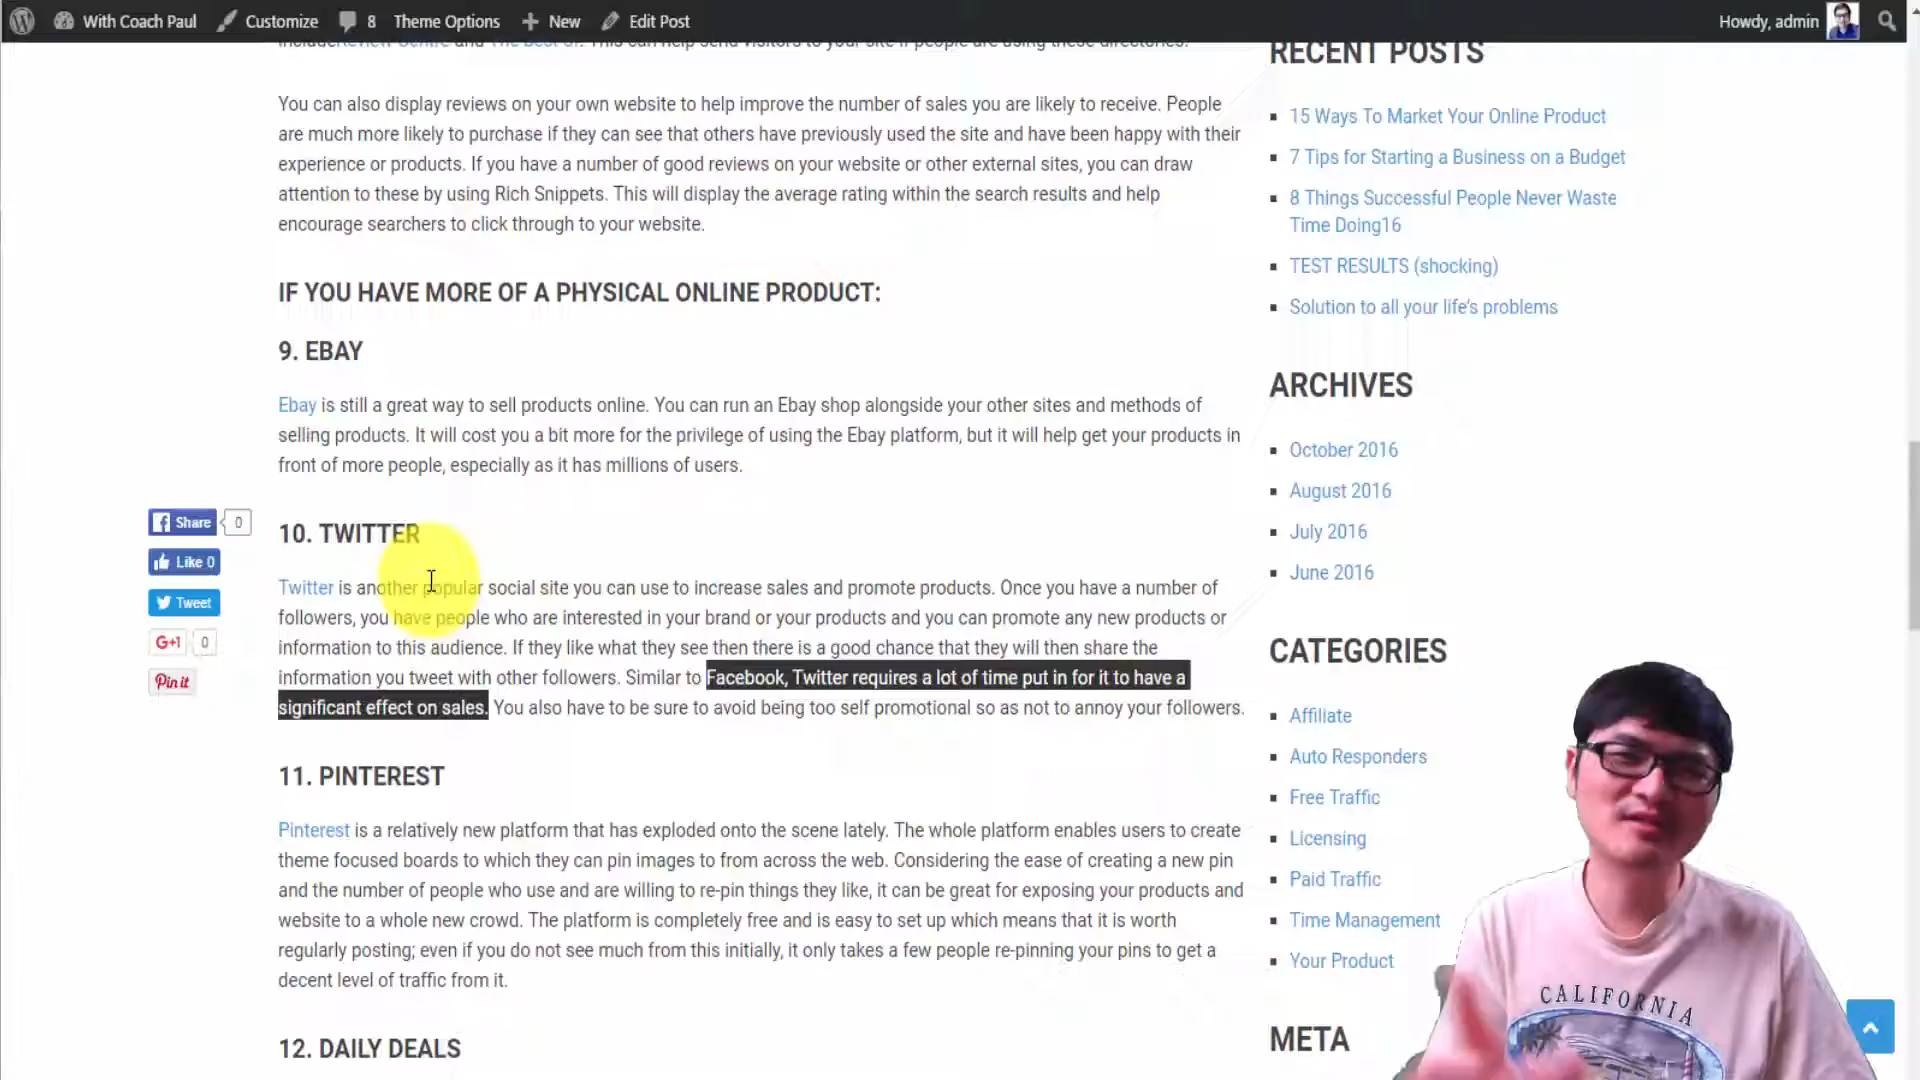 With Coach Paul
Customize
8
Theme Options
New
Edit Post
Howdy, admin
include Review Centre and The Best Of. This can help send visitors to your site if people are using these directories.
You can also display reviews on your own website to help improve the number of sales you are likely to receive. People
are much more likely to purchase if they can see that others have previously used the site and have been happy with their
experience or products. If you have a number of good reviews on your website or other external sites, you can draw
attention to these by using Rich Snippets. This will display the average rating within the search results and help
encourage searchers to click through to your website.
IF YOU HAVE MORE OF A PHYSICAL ONLINE PRODUCT:
9. EBAY
Ebay is still a great way to sell products online. You can run an Ebay shop alongside your other sites and methods of
selling products. It will cost you a bit more for the privilege of using the Ebay platform, but it will help get your products in
front of more people, especially as it has millions of users.
Share
0
Like 0
Tweet
G+1
0
Pin it
10. TWITTER
Twitter is another popular social site you can use to increase sales and promote products. Once you have a number of
followers, you have people who are interested in your brand or your products and you can promote any new products or
information to this audience. If they like what they see then there is a good chance that they will then share the
information you tweet with other followers. Similar to Facebook, Twitter requires a lot of time put in for it to have a
significant effect on sales. You also have to be sure to avoid being too self promotional so as not to annoy your followers.
11. PINTEREST
Pinterest is a relatively new platform that has exploded onto the scene lately. The whole platform enables users to create
theme focused boards to which they can pin images to from across the web. Considering the ease of creating a new pin
and the number of people who use and are willing to re-pin things they like, it can be great for exposing your products and
website to a whole new crowd. The platform is completely free and is easy to set up which means that it is worth
regularly posting; even if you do not see much from this initially, it only takes a few people re-pinning your pins to get a
decent level of traffic from it.
12. DAILY DEALS
RECENT POSTS
15 Ways To Market Your Online Product
7 Tips for Starting a Business on a Budget
8 Things Successful People Never Waste
Time Doing16
TEST RESULTS (shocking)
Solution to all your life's problems
ARCHIVES
October 2016
August 2016
July 2016
June 2016
CATEGORIES
Affiliate
Auto Responders
Free Traffic
Licensing
Paid Traffic
Time Management
Your Product
META
CALIFORNIA